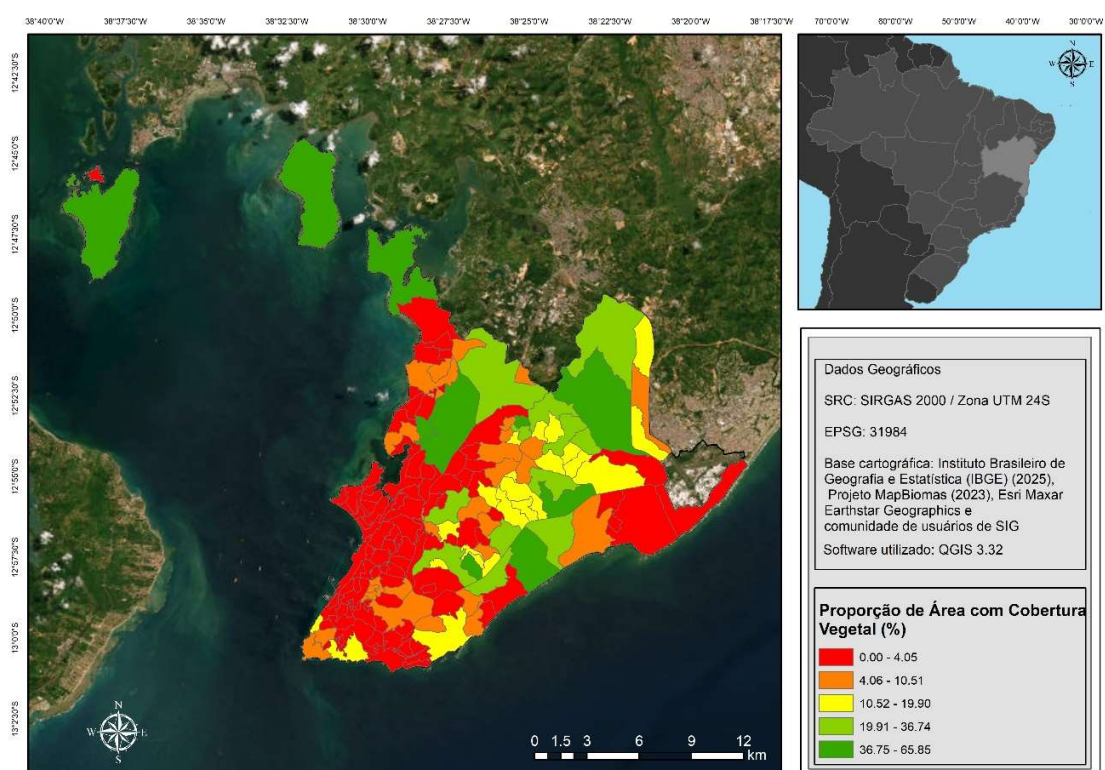 38°40'0"W 38°37'30"W 38°35'0"W 38°32'30"W 38°30'0"W 38°27'30"W 38°25'0"W 38°22'30"W 38°20'0"W 38°17'30"W
70°0'0"W 60°0'0"W 50°0'0"W 40°0'0"W 30°0'0"W
12°42'30"S
12°45'0"S
12°47'30"S
12°50'0"S
12°52'30"S
12°55'0"S
12°57'30"S
13°0'0"S
13°2'30"S
N
W E
S
0 1.5 3 6 9 12
km
N
W E
S
Dados Geográficos
SRC: SIRGAS 2000 / Zona UTM 24S
EPSG: 31984
Base cartográfica: Instituto Brasileiro de
Geografia e Estatística (IBGE) (2025),
Projeto MapBiomas (2023), Esri Maxar
Earthstar Geographics e
comunidade de usuários de SIG
Software utilizado: QGIS 3.32
Proporção de Área com Cobertura
Vegetal (%)
0.00 - 4.05
4.06 - 10.51
10.52 - 19.90
19.91 - 36.74
36.75 - 65.85